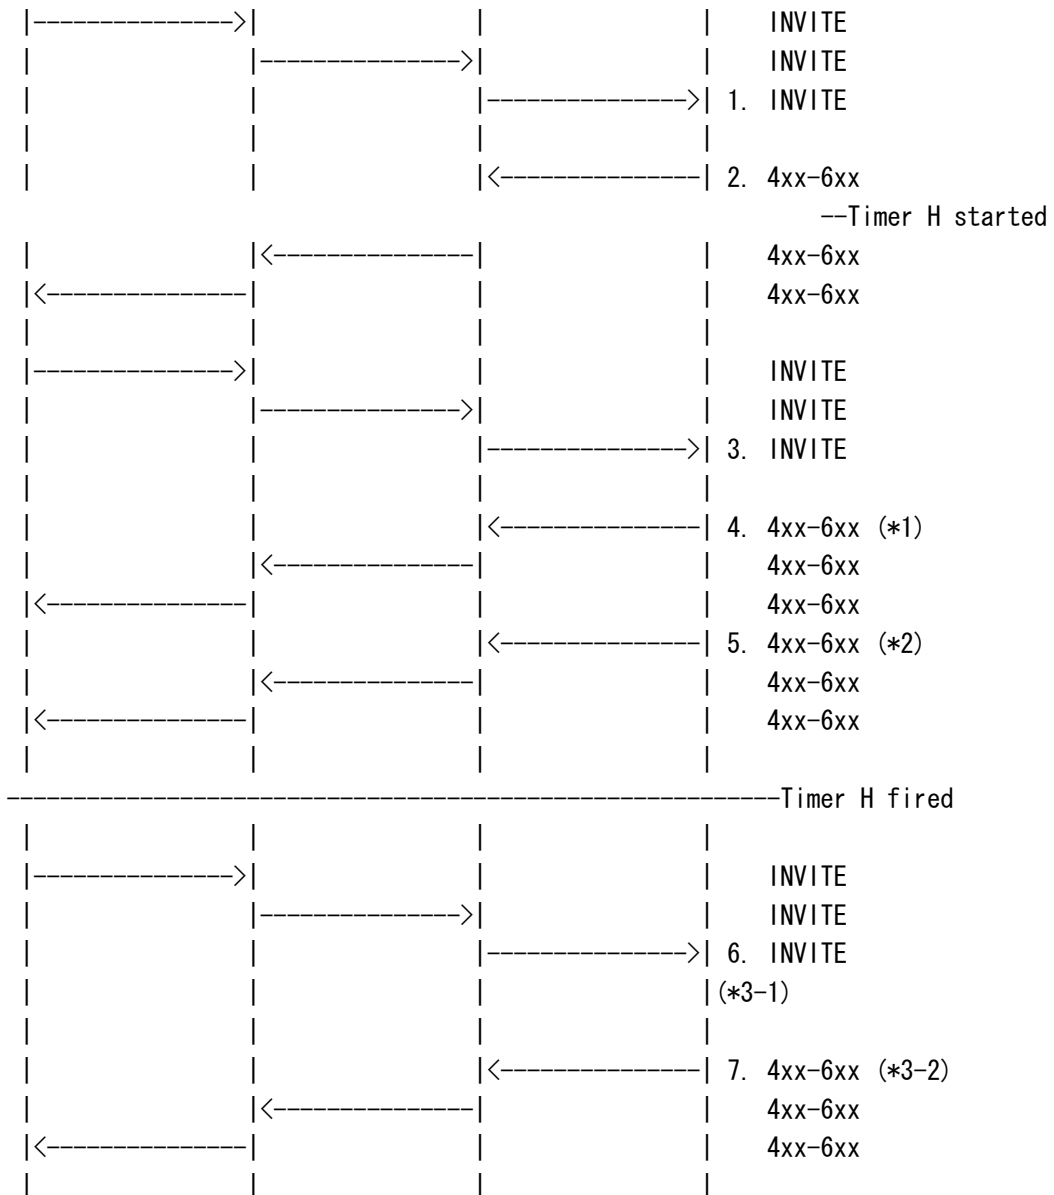 INVITE
INVITE
1. INVITE
2. 4xx-6xx
--Timer H started
4xx-6xx
4xx-6xx
INVITE
INVITE
3. INVITE
4. 4xx-6xx (*1)
4xx-6xx
4xx-6xx
5. 4xx-6xx (*2)
4xx-6xx
4xx-6xx
Timer H fired
INVITE
INVITE
6. INVITE
(*3-1)
7. 4xx-6xx (*3-2)
4xx-6xx
4xx-6xx